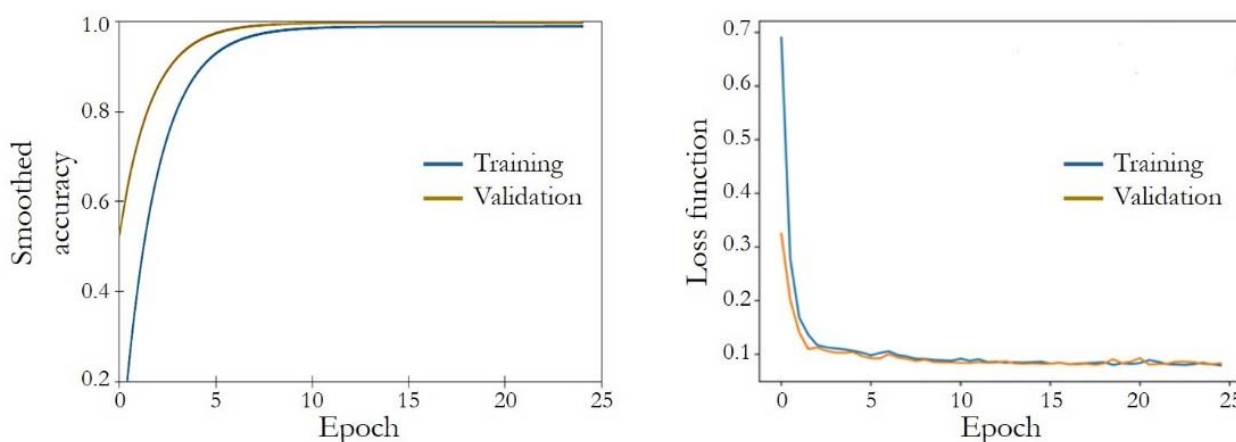 1.0
0.8
0.6
0.4
0.2
0 5 10 15 20 25
Smoothed
accuracy
Epoch
Training
Validation
0.7
0.6
0.5
0.4
0.3
0.2
0.1
0 5 10 15 20 25
Loss function
Epoch
Training
Validation